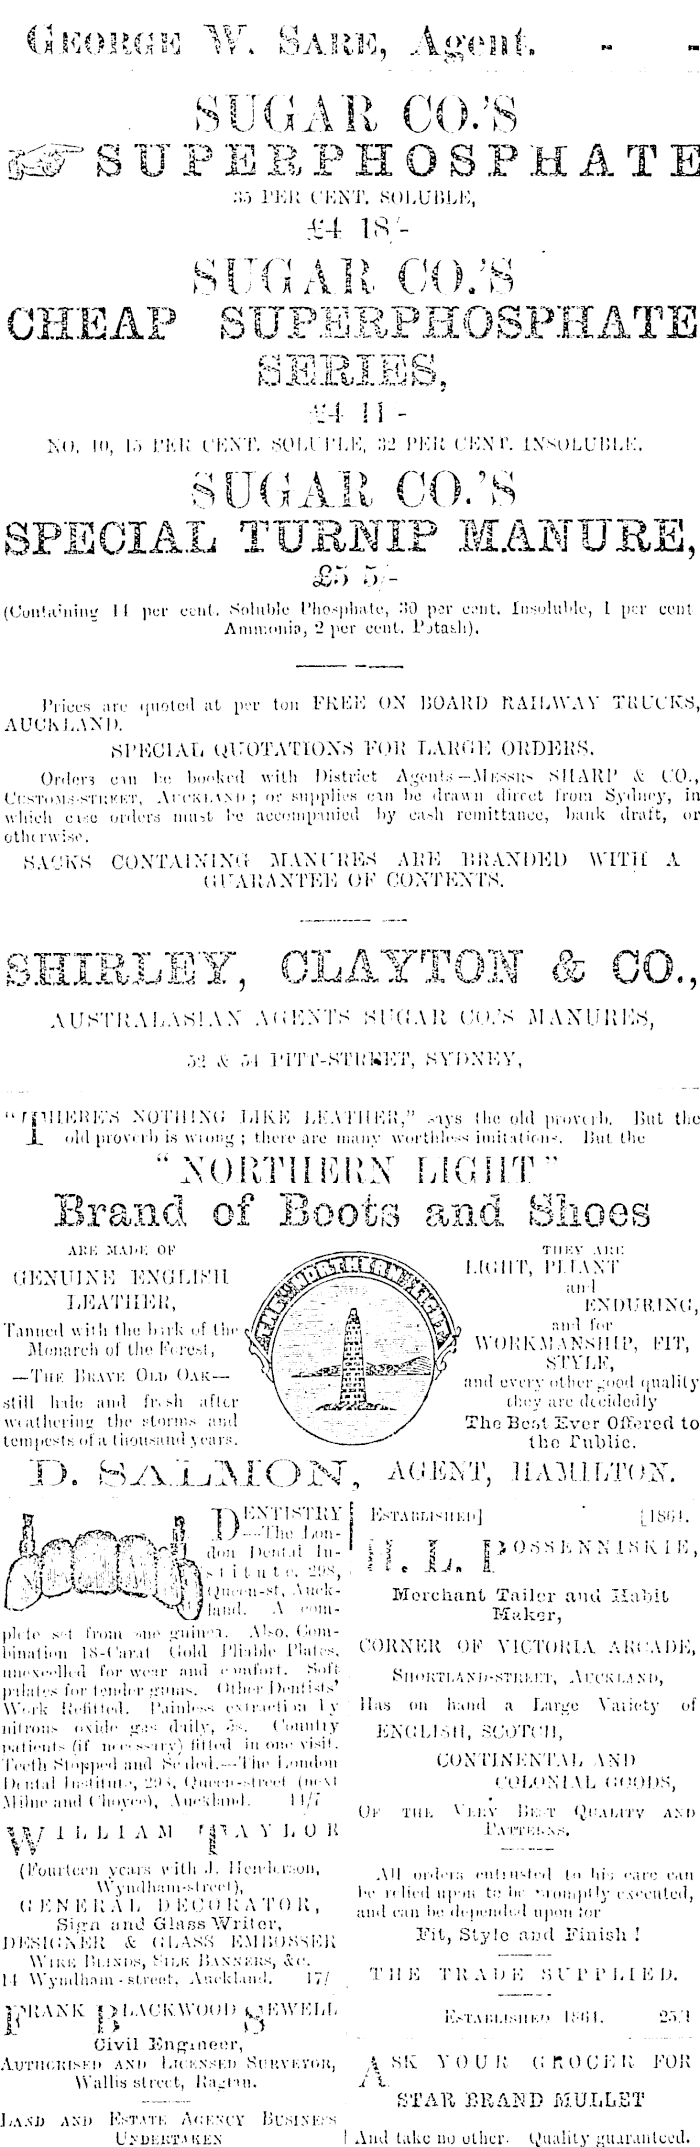 GEORGE W. SARE, Agent. - -
SUGAR CO.'S
SUPERPHOSPHATE
35 PER CENT. SOLUBLE,
£4 18/-
SUGAR CO.'S
CHEAP SUPERPHOSPHATE
SERIES,
£4 11 -
NO. 10, 15 PER CENT. SOLUBLE, 32 PER CENT. INSOLUBLE.
SUGAR CO.'S
SPECIAL TURNIP MANURE,
£5 5/-
(Containing 14 per cent. Soluble Phosphate, 30 per cent. Insoluble, 1 per cent
Ammonia, 2 per cent. Potash).
Prices are quoted at per ton FREE ON BOARD RAILWAY TRUCKS,
AUCKLAND.
SPECIAL QUOTATIONS FOR LARGE ORDERS.
Orders can be booked with District Agents—MESSRS SHARP & CO.,
CUSTOMS-STREET, AUCKLAND; or supplies can be drawn direct from Sydney, in
which case orders must be accompanied by cash remittance, bank draft, or
otherwise.
SACKS CONTAINING MANURES ARE BRANDED WITH A
GUARANTEE OF CONTENTS.
SHIRLEY, CLAYTON & CO.,
AUSTRALASIAN AGENTS SUGAR CO.'S MANURES,
52 & 54 PITT-STREET, SYDNEY,
"THERE'S NOTHING LIKE LEATHER," says the old proverb. But the
old proverb is wrong; there are many worthless imitations. But the
"NORTHERN LIGHT"
Brand of Boots and Shoes
ARE MADE OF
GENUINE ENGLISH
LEATHER,
Tanned with the bark of the
Monarch of the Forest,
—THE BRAVE OLD OAK—
still hale and fresh after
weathering the storms and
tempests of a thousand years.
THE NORTHERN LIGHT
THEY ARE
LIGHT, PLIANT
and
ENDURING,
and for
WORKMANSHIP, FIT,
STYLE,
and every other good quality
they are decidedly
The Best Ever Offered to
the Public.
D. SALMON, AGENT, HAMILTON.
DENTISTRY
—The Lon-
don Dental In-
stitute, 298,
Queen-st, Auck-
land. A com-
plete set from one guinea. Also, Com-
bination 18-Carat Gold Pliable Plates,
unexcelled for wear and comfort. Soft
palates for tender gums. Other Dentists'
Work Refitted. Painless extraction by
nitrous oxide gas daily, 5s. Country
patients (if necessary) fitted in one visit.
Teeth Stopped and Scaled.—The London
Dental Institute, 298, Queen-street (next
Milne and Choyce), Auckland. 14/7
WILLIAM TAYLOR
(Fourteen years with J. Henderson,
Wyndham-street),
GENERAL DECORATOR,
Sign and Glass Writer,
DESIGNER & GLASS EMBOSSER
WIRE BLINDS, SILK BANNERS, &c.
14 Wyndham-street, Auckland. 17/
FRANK BLACKWOOD SEWELL
Civil Engineer,
AUTHORISED AND LICENSED SURVEYOR,
Wallis street, Raglan.
LAND AND ESTATE AGENCY BUSINESS
UNDERTAKEN
ESTABLISHED] [1864.
H. L. POSSENNISKIE,
Merchant Tailor and Habit
Maker,
CORNER OF VICTORIA ARCADE,
SHORTLAND-STREET, AUCKLAND,
Has on hand a Large Variety of
ENGLISH, SCOTCH,
CONTINENTAL AND
COLONIAL GOODS,
OF THE VERY BEST QUALITY AND
PATTERNS.
All orders entrusted to his care can
be relied upon to be promptly executed,
and can be depended upon for
Fit, Style and Finish!
THE TRADE SUPPLIED.
ESTABLISHED 1864. 25/1
ASK YOUR GROCER FOR
STAR BRAND MULLET
And take no other. Quality guaranteed.